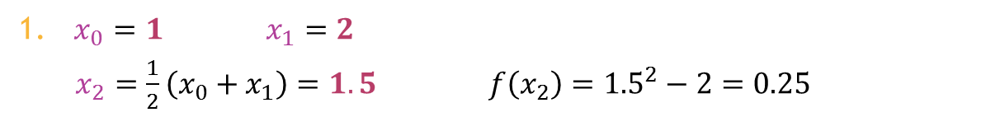 1. x₀ = 1 x₁ = 2
x₂ = ½ (x₀ + x₁) = 1.5 f(x₂) = 1.5² − 2 = 0.25